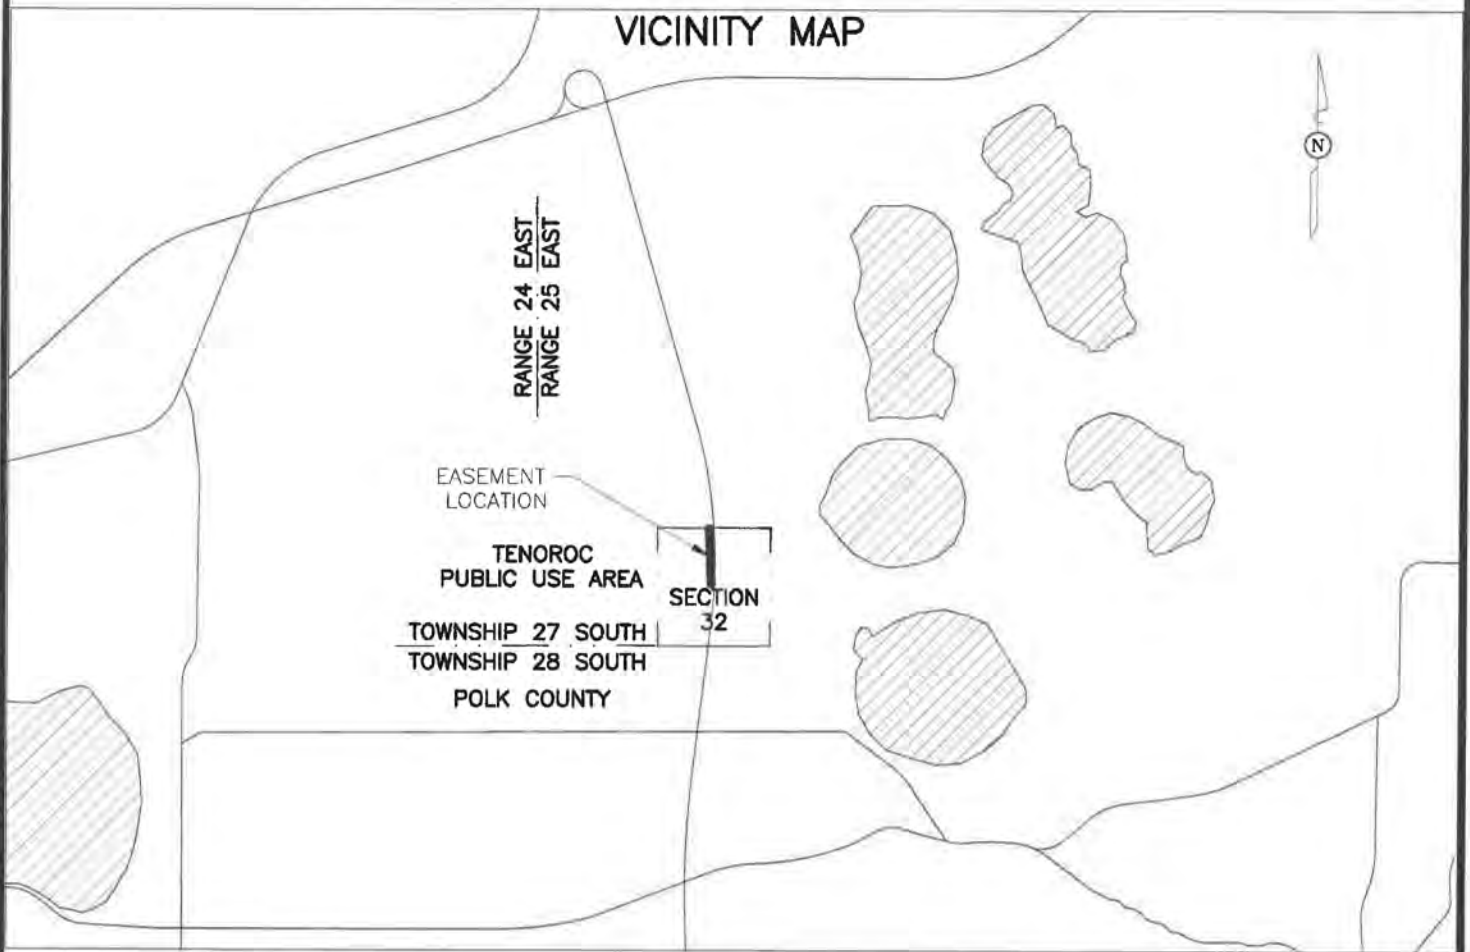 VICINITY MAP
N
RANGE 24 EAST
RANGE 25 EAST
EASEMENT
LOCATION
TENOROC
PUBLIC USE AREA
SECTION
32
TOWNSHIP 27 SOUTH
TOWNSHIP 28 SOUTH
POLK COUNTY